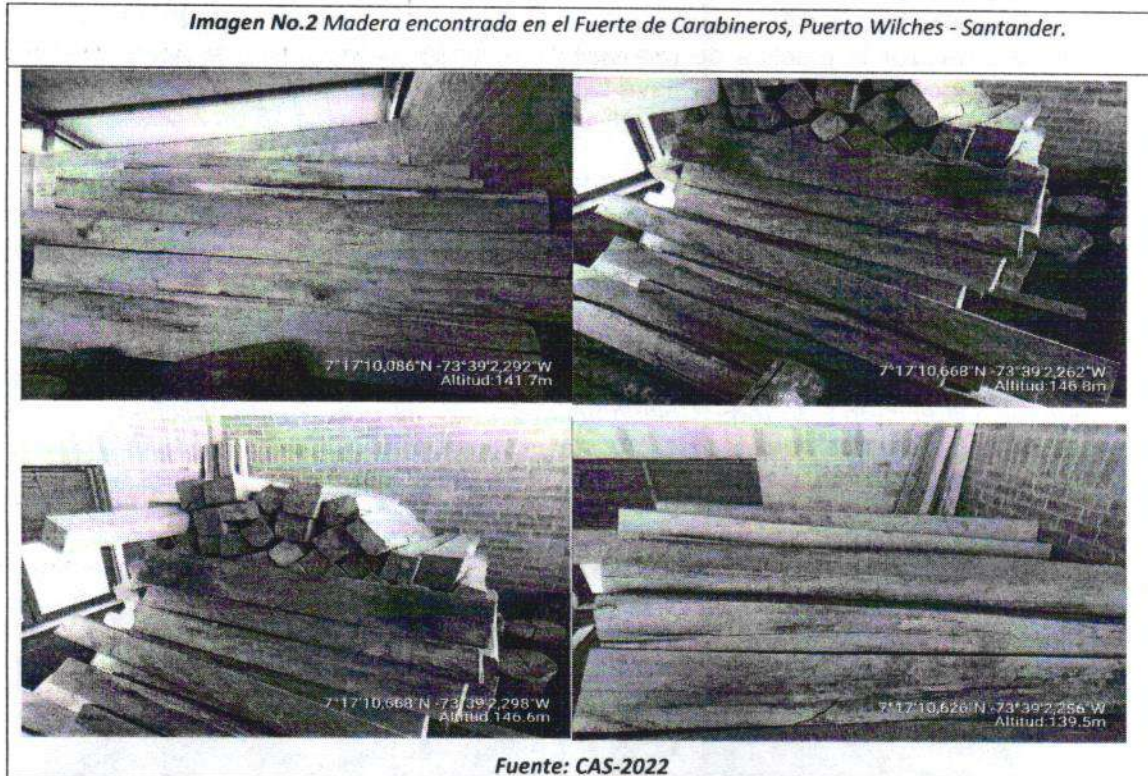 Imagen No.2 Madera encontrada en el Fuerte de Carabineros, Puerto Wilches - Santander.
7°17'10,086"N -73°39'2,292"W
Altitud:141.7m
7°17'10,668"N -73°39'2,262"W
Altitud:146.8m
7°17'10,668"N -73°39'2,298"W
Altitud:146.6m
7°17'10,626"N -73°39'2,256"W
Altitud:139.5m
Fuente: CAS-2022